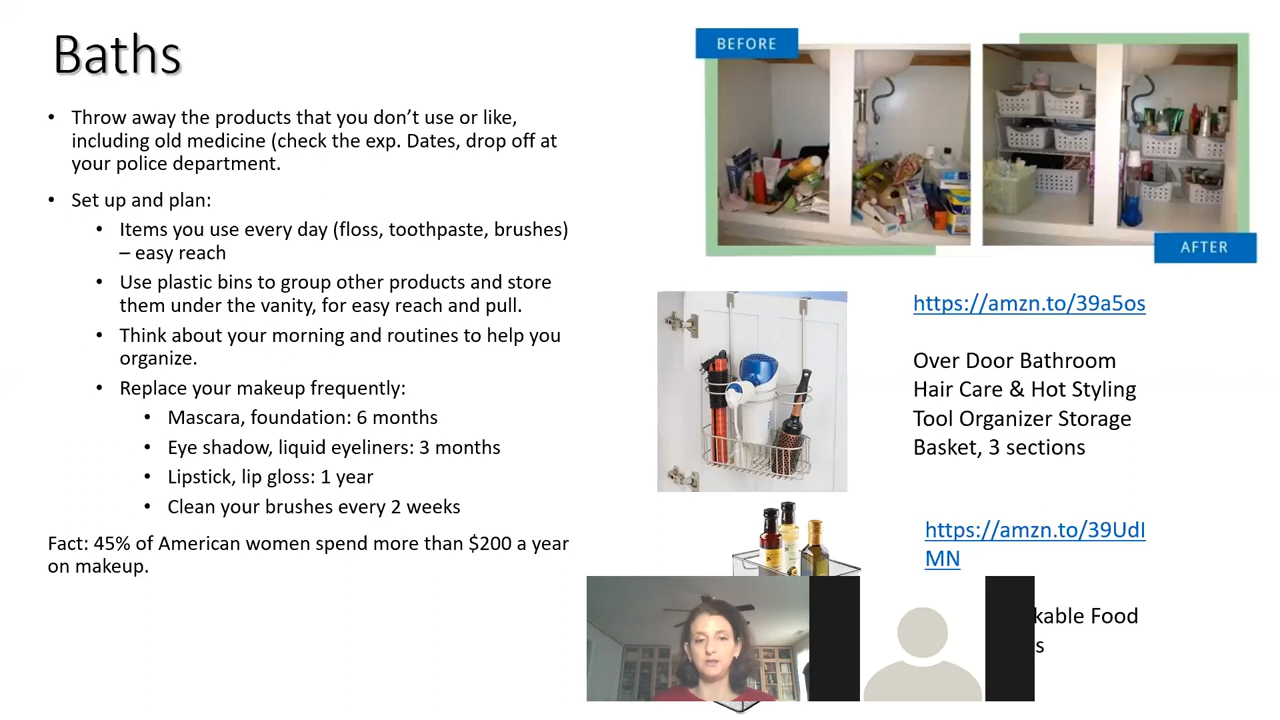 Baths
• Throw away the products that you don’t use or like,
including old medicine (check the exp. Dates, drop off at
your police department.
• Set up and plan:
• Items you use every day (floss, toothpaste, brushes)
– easy reach
• Use plastic bins to group other products and store
them under the vanity, for easy reach and pull.
• Think about your morning and routines to help you
organize.
• Replace your makeup frequently:
• Mascara, foundation: 6 months
• Eye shadow, liquid eyeliners: 3 months
• Lipstick, lip gloss: 1 year
• Clean your brushes every 2 weeks
Fact: 45% of American women spend more than $200 a year
on makeup.
BEFORE
AFTER
https://amzn.to/39a5os
Over Door Bathroom
Hair Care & Hot Styling
Tool Organizer Storage
Basket, 3 sections
https://amzn.to/39UdI
MN
Food